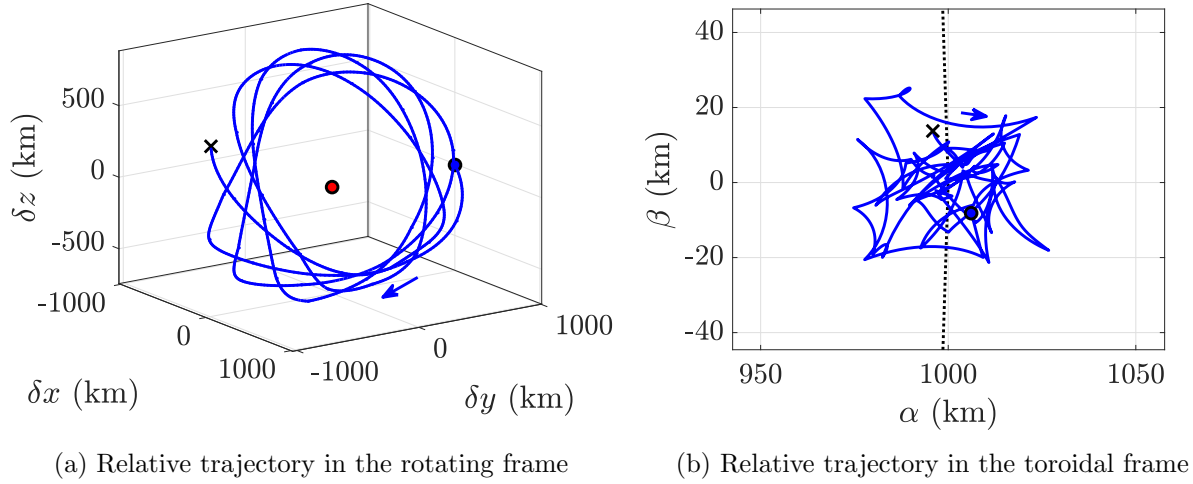 500
0
-500
-1000
0
1000
-1000
0
1000
δz (km)
δx (km)
δy (km)
(a) Relative trajectory in the rotating frame
40
20
0
-20
-40
950
1000
1050
β (km)
α (km)
(b) Relative trajectory in the toroidal frame